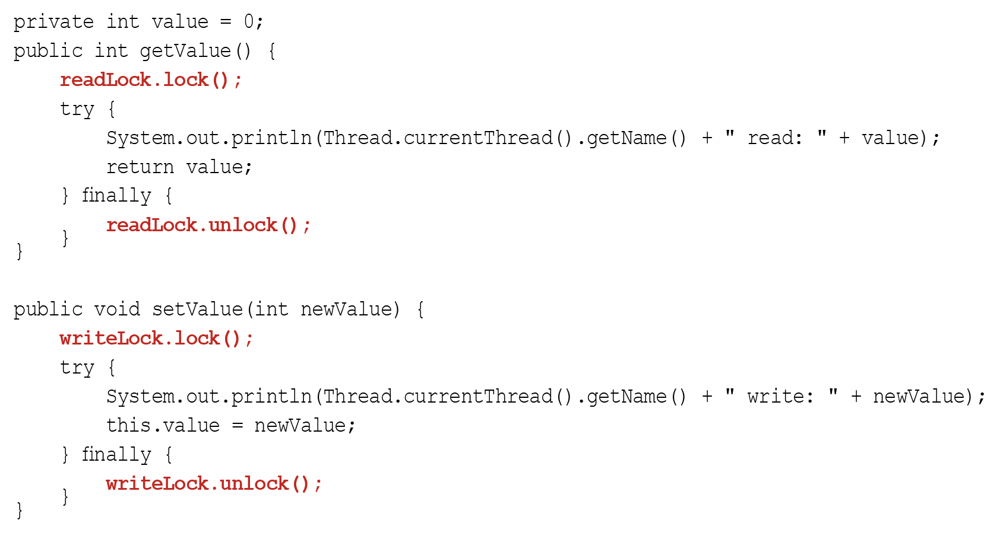 private int value = 0;
public int getValue() {
    readLock.lock();
    try {
        System.out.println(Thread.currentThread().getName() + " read: " + value);
        return value;
    } finally {
        readLock.unlock();
    }
}

public void setValue(int newValue) {
    writeLock.lock();
    try {
        System.out.println(Thread.currentThread().getName() + " write: " + newValue);
        this.value = newValue;
    } finally {
        writeLock.unlock();
    }
}